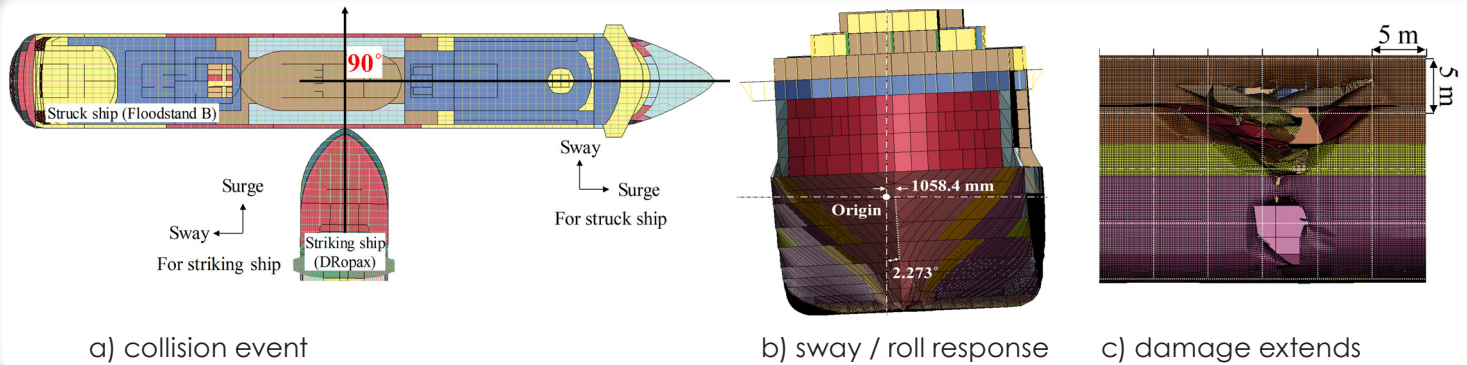 90°
Struck ship (Floodstand B)
Sway
Surge
For struck ship
Surge
Sway
For striking ship
Striking ship
(DRopax)
1058.4 mm
Origin
2.273°
5 m
5 m
a) collision event
b) sway / roll response
c) damage extends